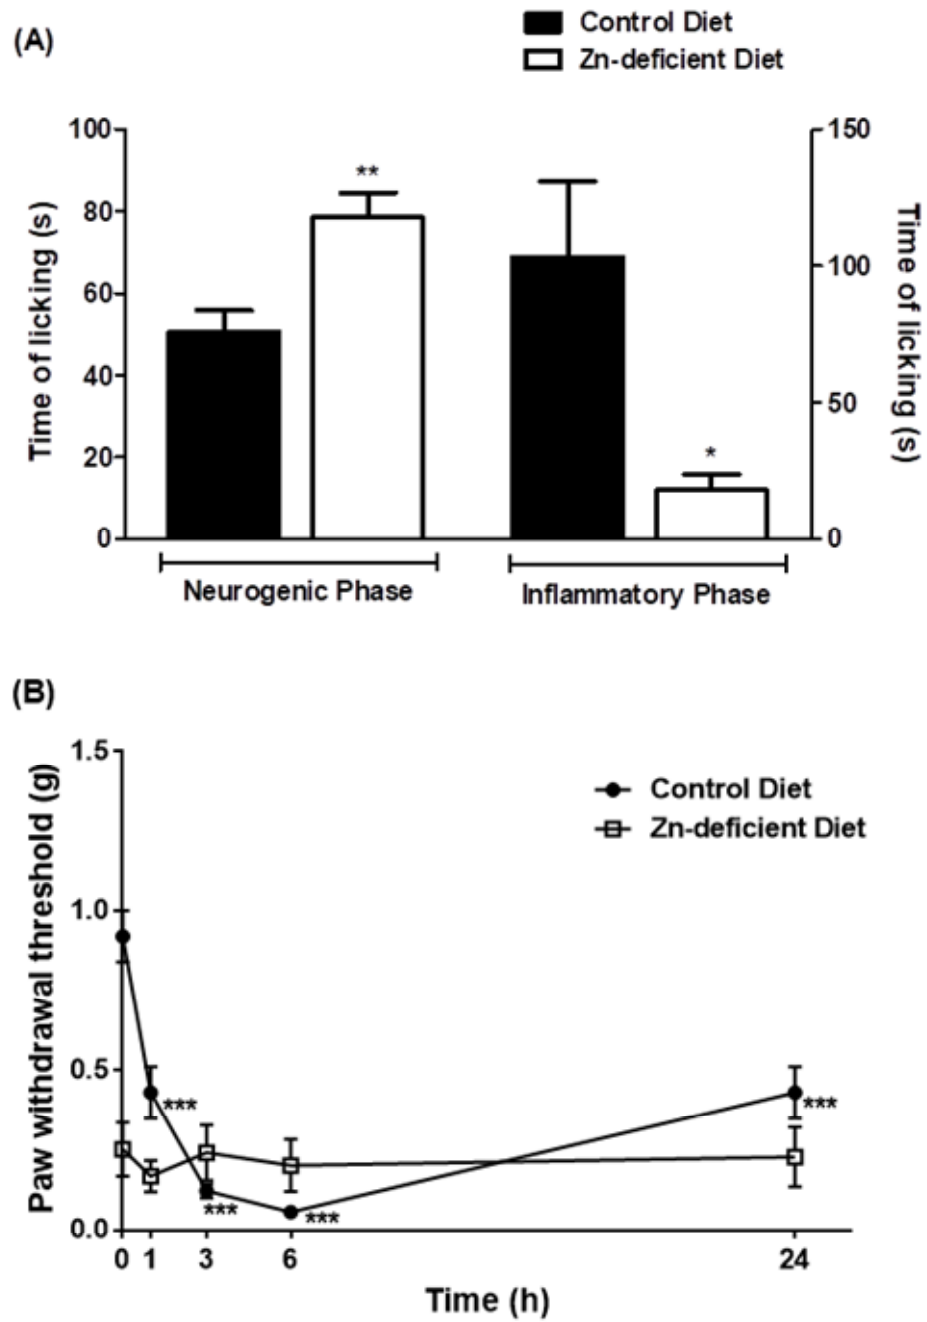 (A)
Control Diet
Zn-deficient Diet
100
80
60
40
20
0
Time of licking (s)
**
*
150
100
50
0
Time of licking (s)
Neurogenic Phase
Inflammatory Phase
(B)
1.5
1.0
0.5
0.0
Paw withdrawal threshold (g)
Control Diet
Zn-deficient Diet
***
***
***
***
0 1 3 6 24
Time (h)